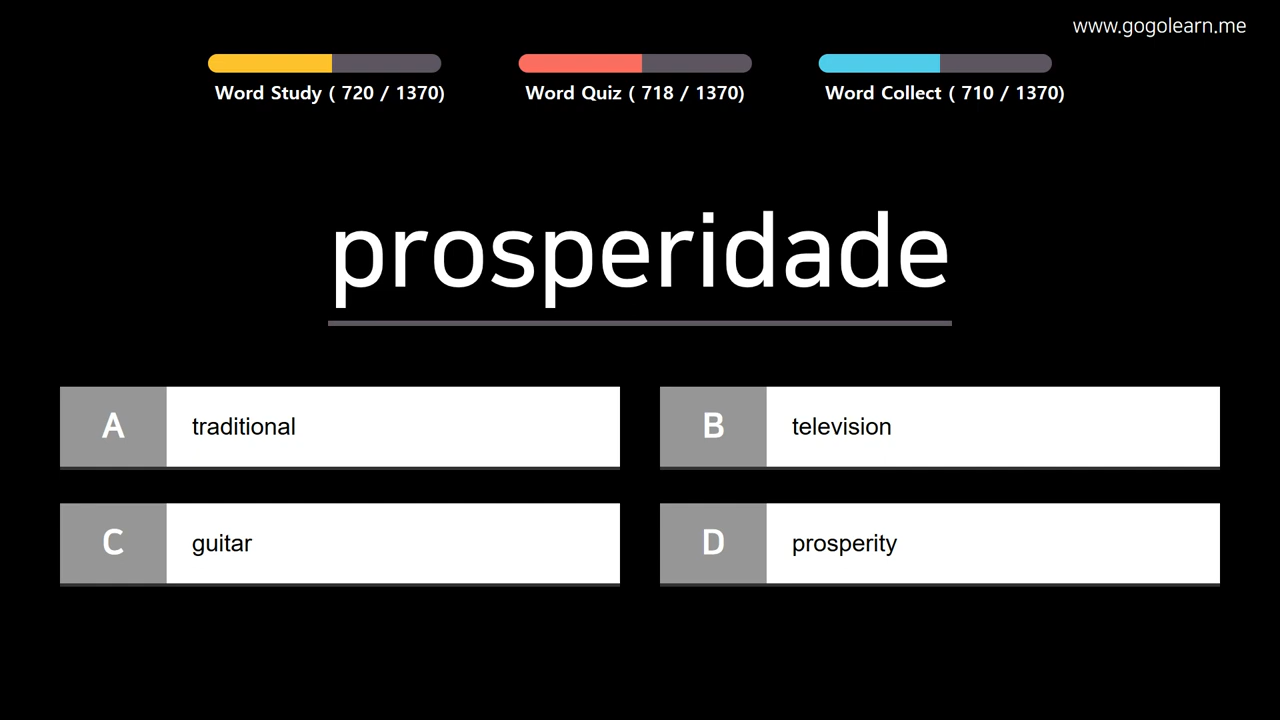 www.gogolearn.me
Word Study ( 720 / 1370)
Word Quiz ( 718 / 1370)
Word Collect ( 710 / 1370)
prosperidade
A traditional
B television
C guitar
D prosperity